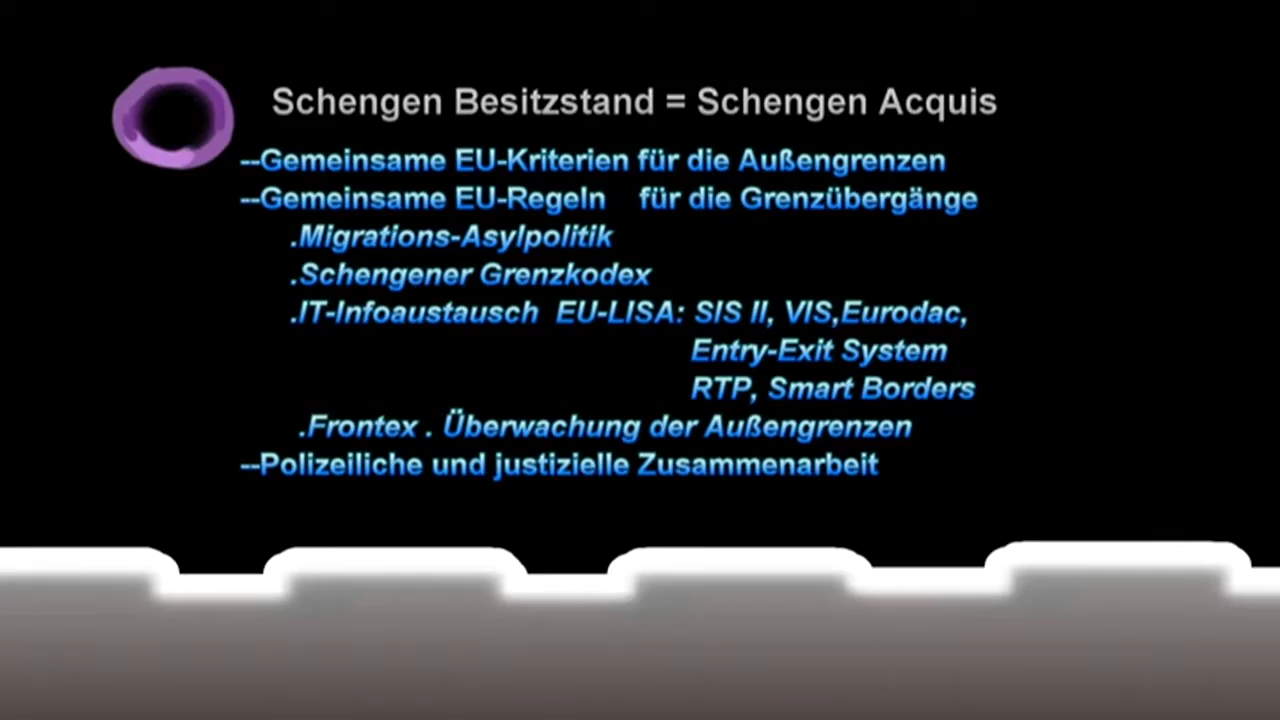 Schengen Besitzstand = Schengen Acquis
--Gemeinsame EU-Kriterien für die Außengrenzen
--Gemeinsame EU-Regeln für die Grenzübergänge
.Migrations-Asylpolitik
.Schengener Grenzkodex
.IT-Infoaustausch EU-LISA: SIS II, VIS,Eurodac,
Entry-Exit System
RTP, Smart Borders
.Frontex . Überwachung der Außengrenzen
--Polizeiliche und justizielle Zusammenarbeit